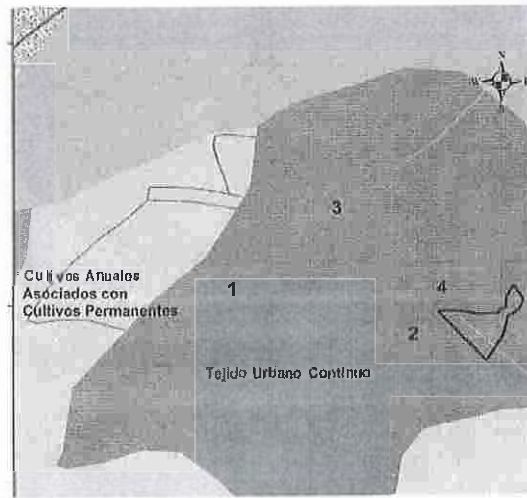 N
W
3
Cultivos Anuales
Asociados con
Cultivos Permanentes
1
4
2
Tejido Urbano Continuo